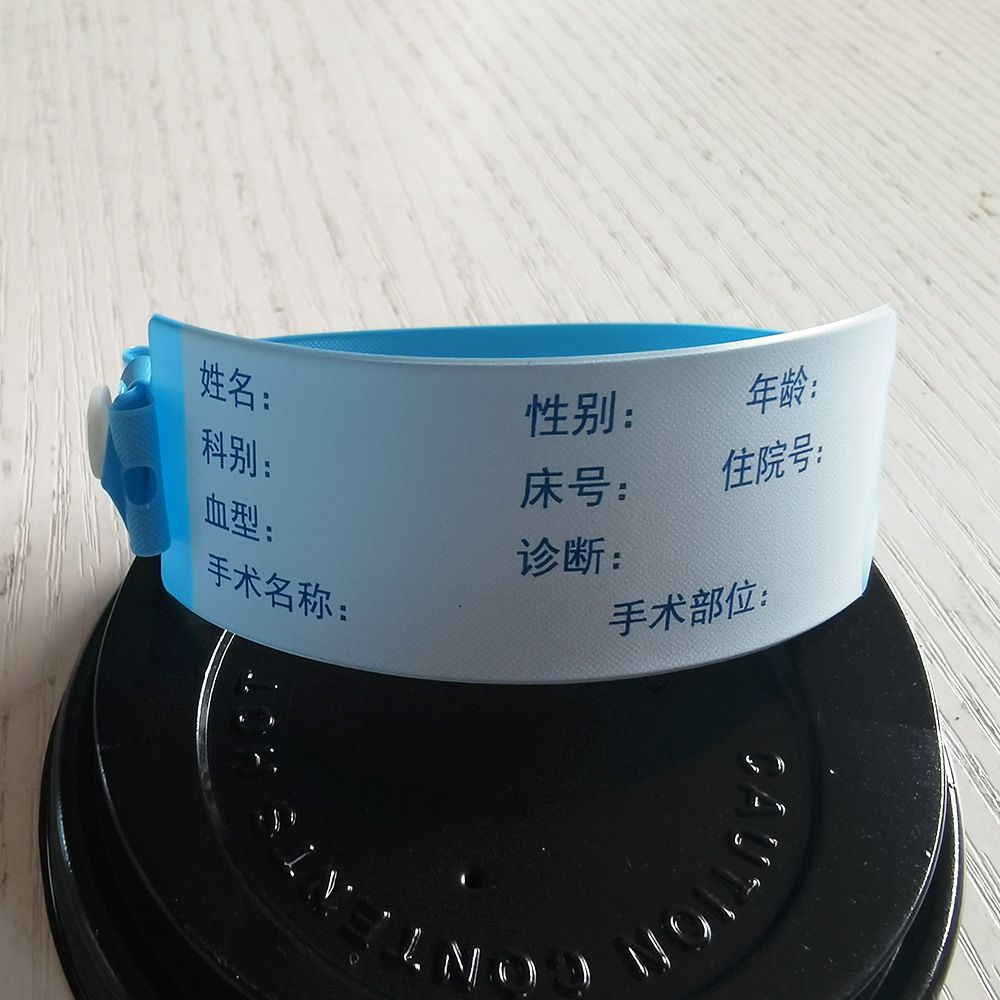 姓名： 性别： 年龄：
科别： 床号： 住院号：
血型： 诊断：
手术名称： 手术部位：
CAUTION CONTENTS HOT